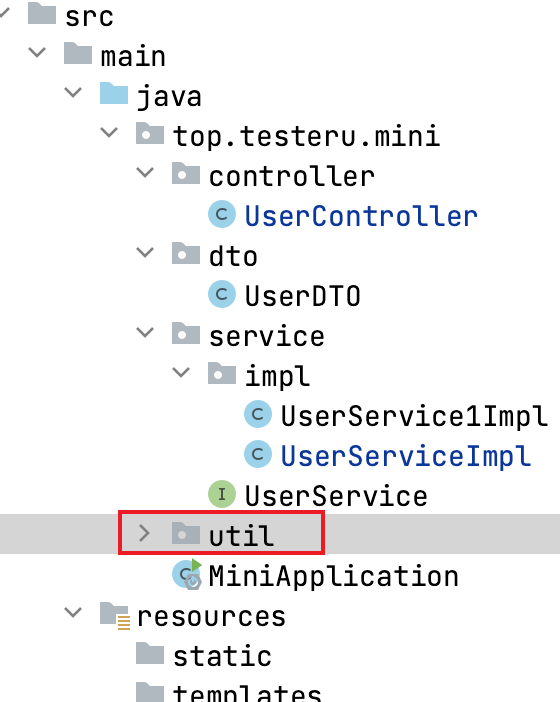 src
main
java
top.testeru.mini
controller
C UserController
dto
C UserDTO
service
impl
C UserService1Impl
C UserServiceImpl
I UserService
util
C MiniApplication
resources
static
templates